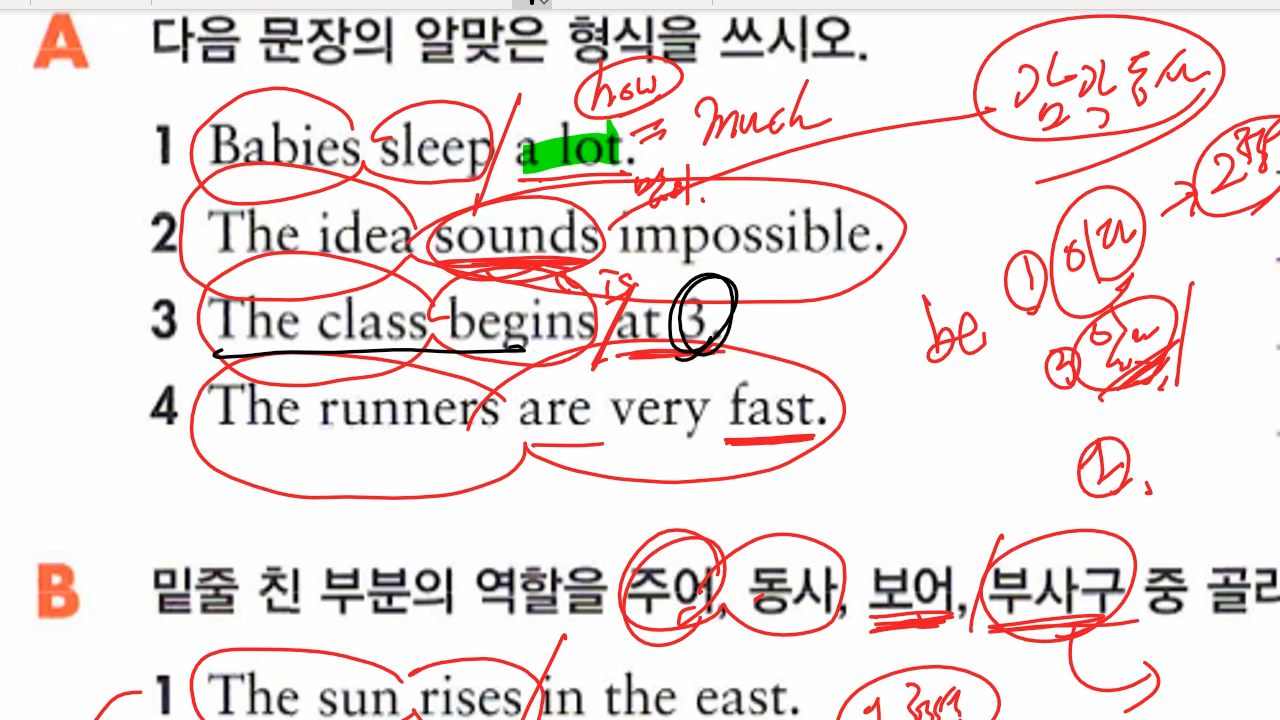 A 다음 문장의 알맞은 형식을 쓰시오.
how
= much
감각동사
1 Babies sleep a lot.
많이.
2형
2 The idea sounds impossible.
① 이다
is
3 The class begins at 3.
be
②
4 The runners are very fast.
B 밑줄 친 부분의 역할을 주어, 동사, 보어, 부사구 중 골라
1 The sun rises in the east.